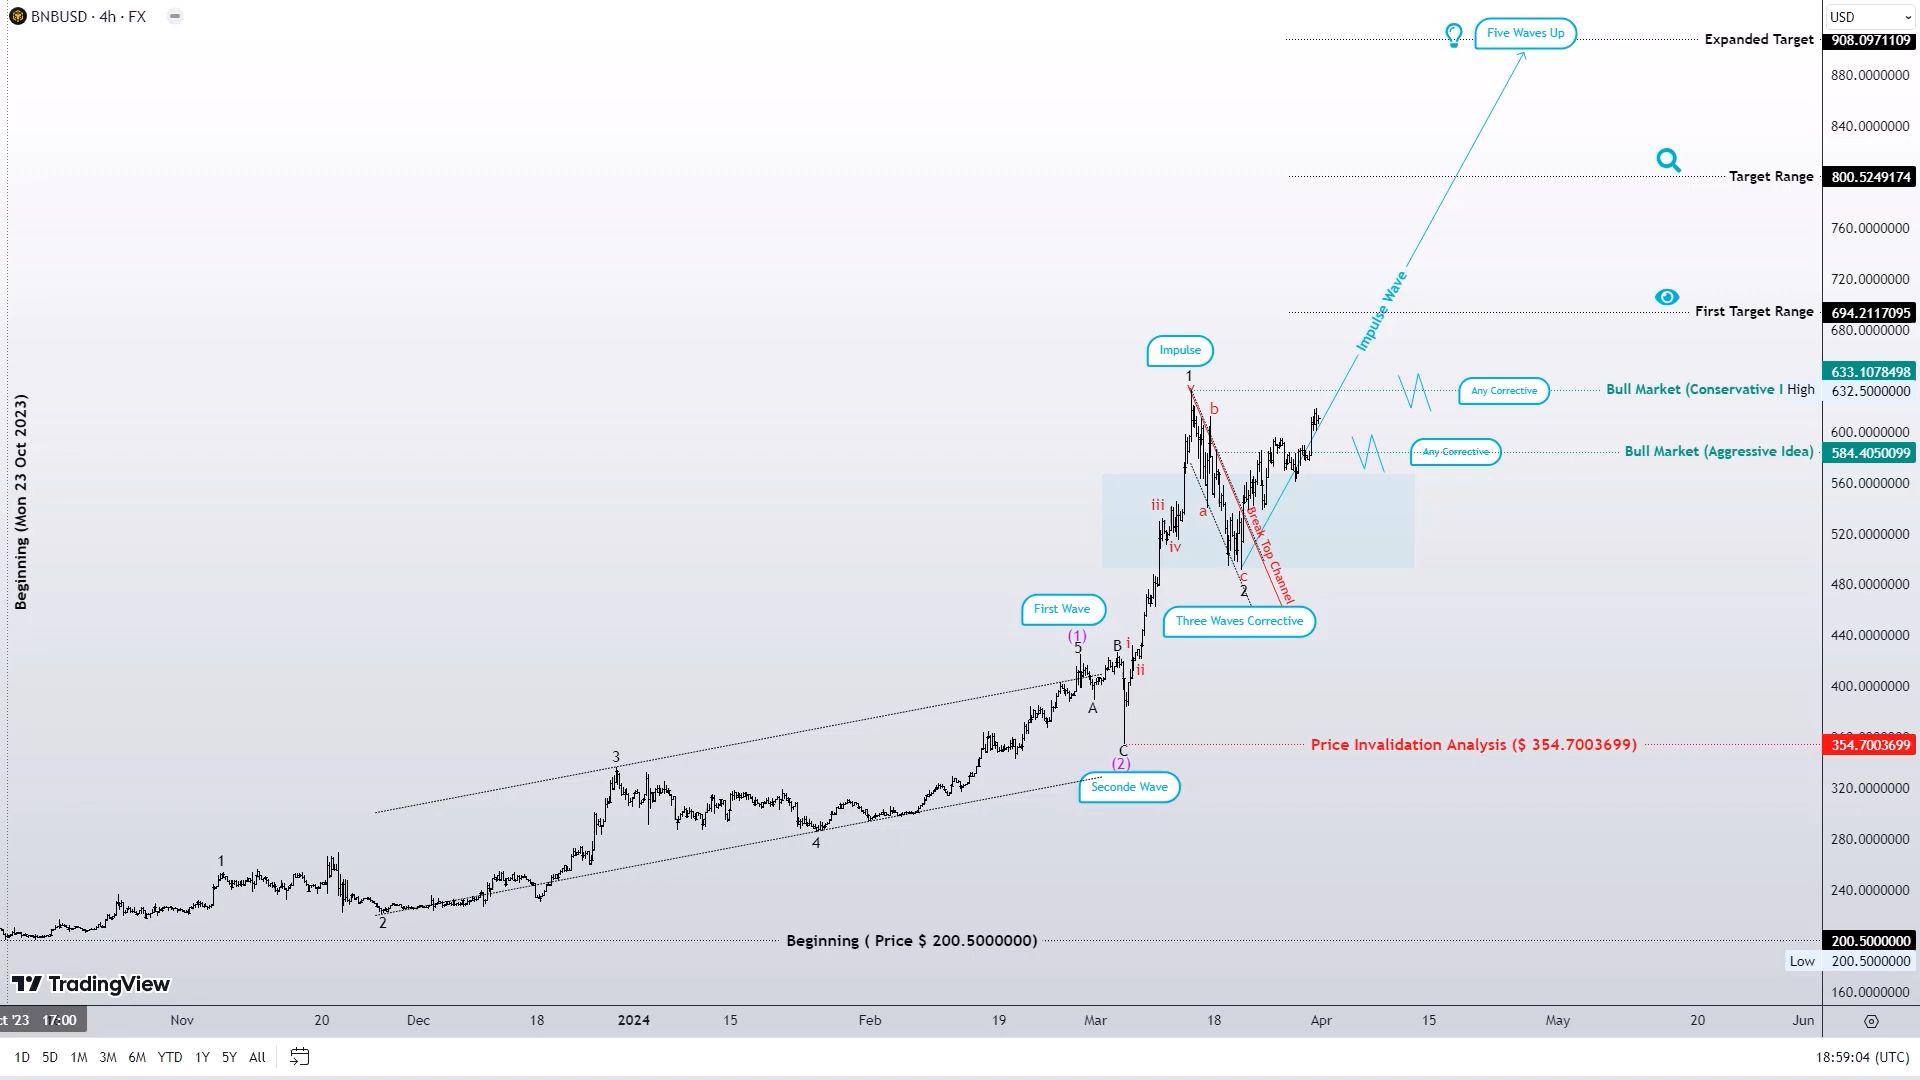 BNBUSD · 4h · FX
USD
Five Waves Up
Expanded Target
908.0971109
880.0000000
840.0000000
Target Range
800.5249174
760.0000000
720.0000000
Impulse Wave
First Target Range
694.2117095
680.0000000
Impulse
633.1078498
1
v
Any Corrective
Bull Market (Conservative I
High
632.5000000
b
600.0000000
Any Corrective
Bull Market (Aggressive Idea)
584.4050099
560.0000000
iii
a
Break Top Channel
520.0000000
iv
c
480.0000000
2
Beginning (Mon 23 Oct 2023)
First Wave
Three Waves Corrective
(1)
440.0000000
5
B
i
ii
400.0000000
A
Price Invalidation Analysis ($ 354.7003699)
354.7003699
C
(2)
3
Seconde Wave
320.0000000
4
280.0000000
1
240.0000000
2
Beginning ( Price $ 200.5000000)
200.5000000
Low
200.5000000
TradingView
160.0000000
ct '23 17:00
Nov
20
Dec
18
2024
15
Feb
19
Mar
18
Apr
15
May
20
Jun
1D 5D 1M 3M 6M YTD 1Y 5Y All
18:59:04 (UTC)